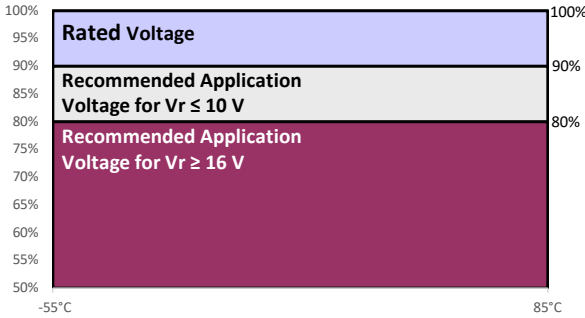 100%
95%
90%
85%
80%
75%
70%
65%
60%
55%
50%
Rated Voltage
Recommended Application
Voltage for Vr ≤ 10 V
Recommended Application
Voltage for Vr ≥ 16 V
100%
90%
80%
-55°C
85°C